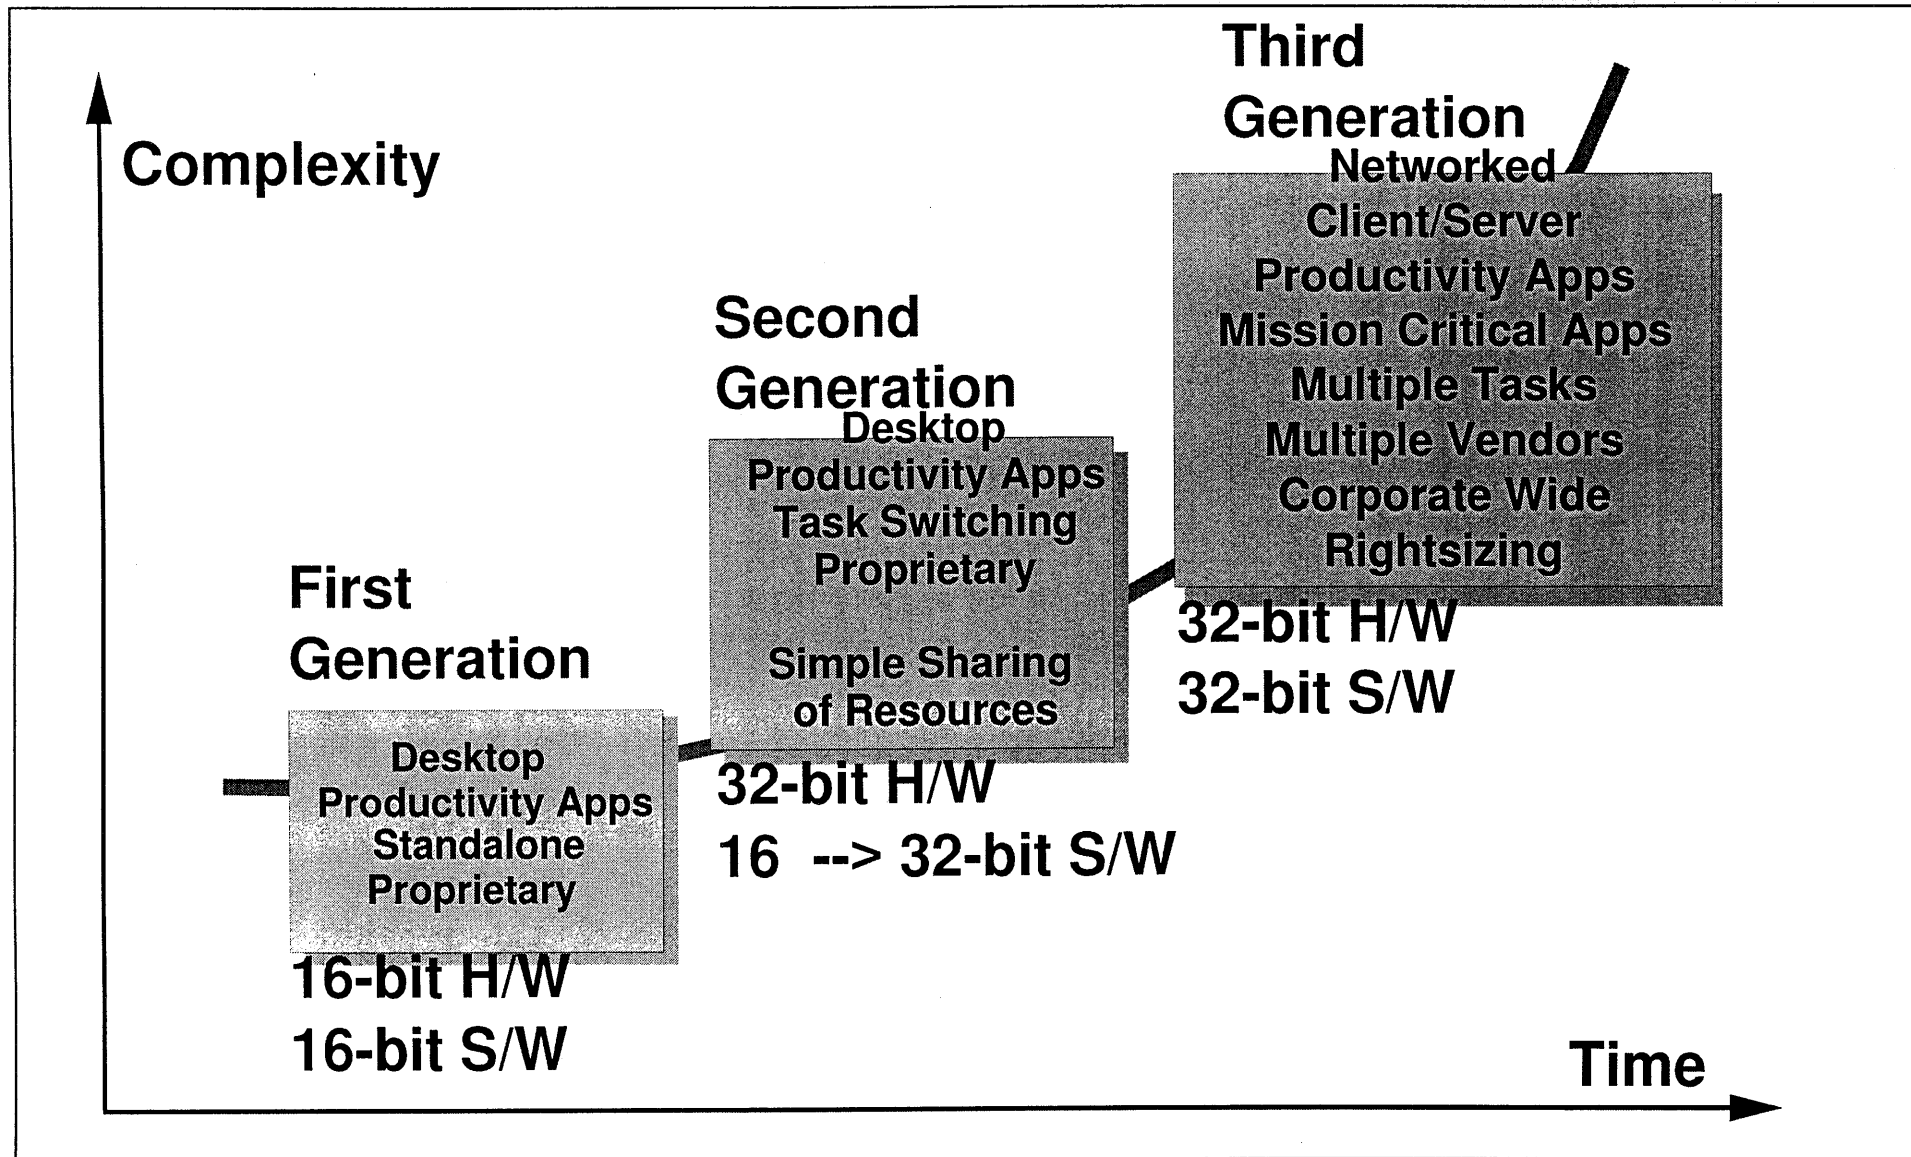 Complexity
First
Generation
Desktop
Productivity Apps
Standalone
Proprietary
16-bit H/W
16-bit S/W
Second
Generation
Desktop
Productivity Apps
Task Switching
Proprietary
Simple Sharing
of Resources
32-bit H/W
16 --> 32-bit S/W
Third
Generation
Networked
Client/Server
Productivity Apps
Mission Critical Apps
Multiple Tasks
Multiple Vendors
Corporate Wide
Rightsizing
32-bit H/W
32-bit S/W
Time